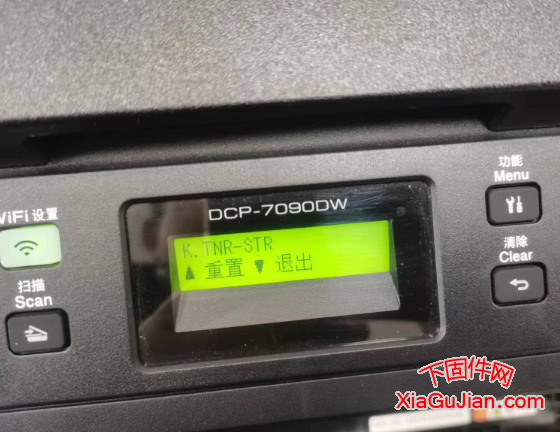 功能
Menu
DCP-7090DW
WiFi 设置
K.TNR-STR
▲ 重置 ▼ 退出
清除
Clear
扫描
Scan
下固件网
XiaGuJian.com